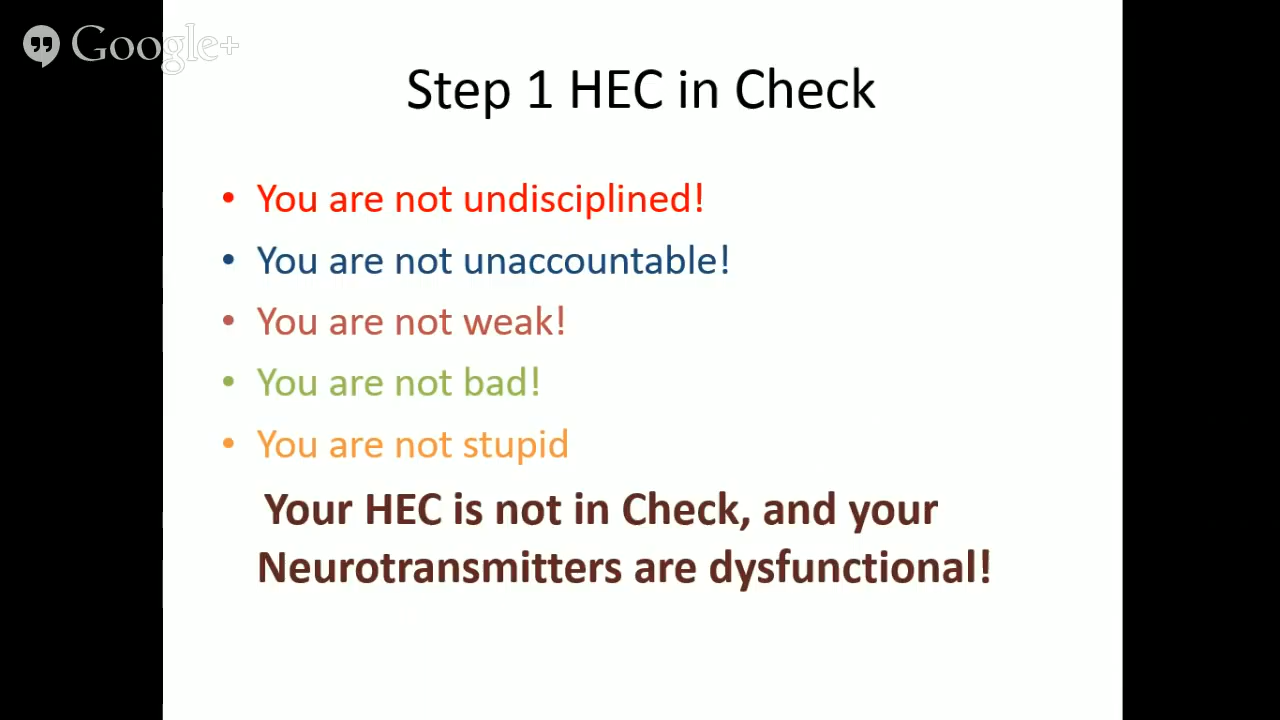 Google+
Step 1 HEC in Check
• You are not undisciplined!
• You are not unaccountable!
• You are not weak!
• You are not bad!
• You are not stupid
Your HEC is not in Check, and your
Neurotransmitters are dysfunctional!